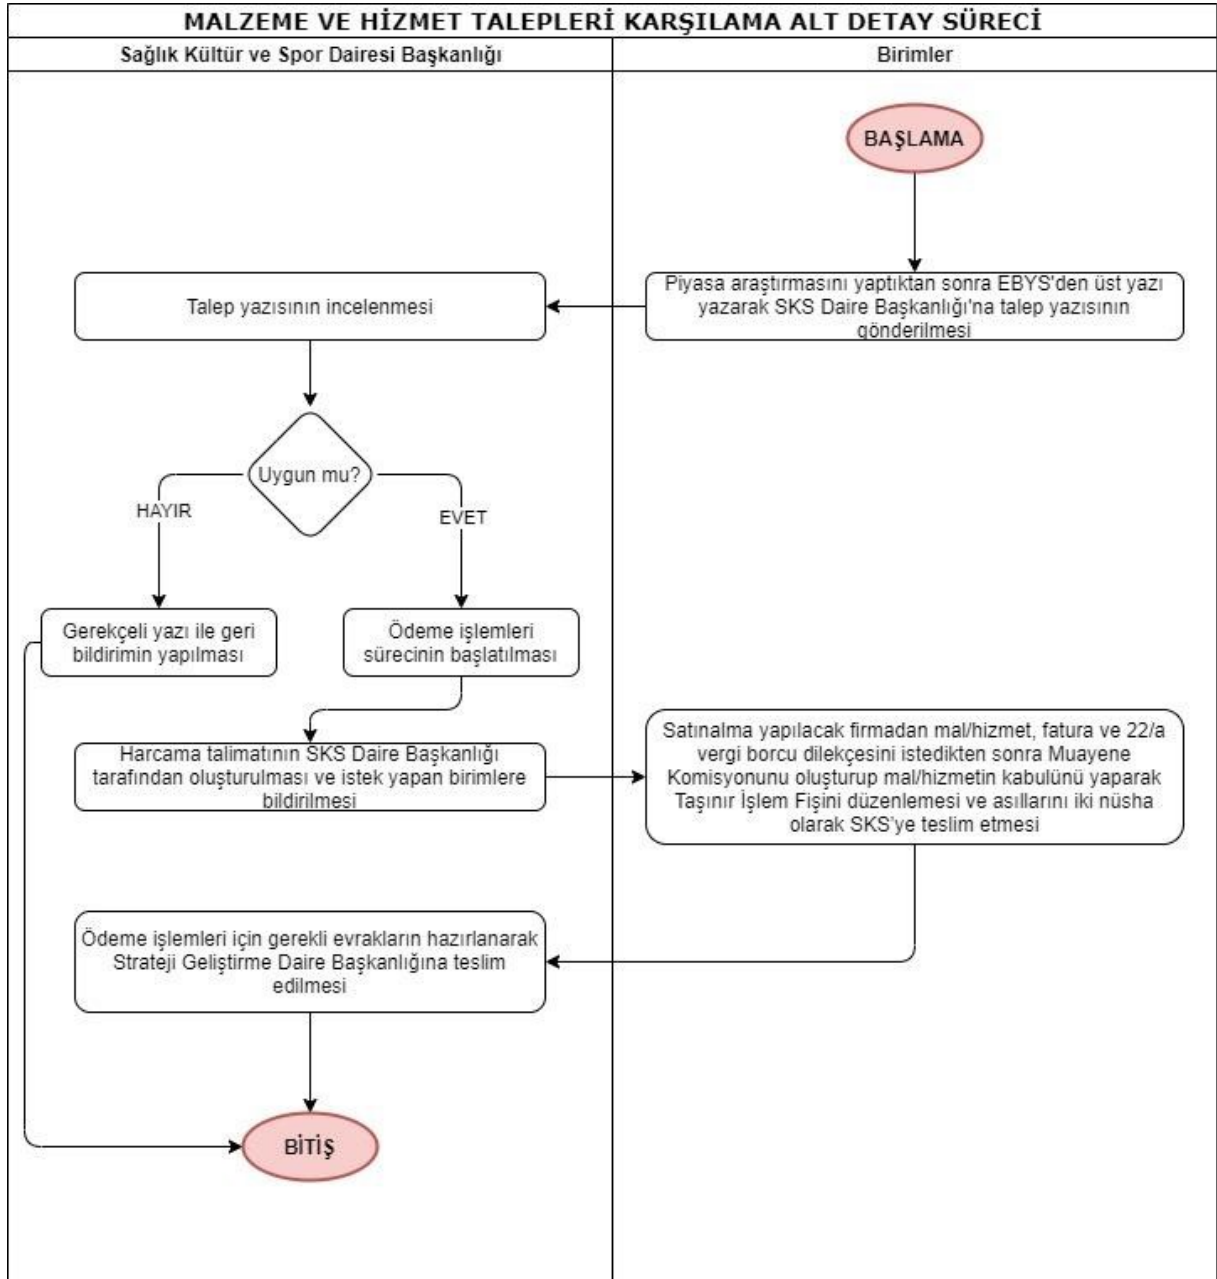 MALZEME VE HİZMET TALEPLERİ KARŞILAMA ALT DETAY SÜRECİ
Sağlık Kültür ve Spor Dairesi Başkanlığı
Birimler
BAŞLAMA
Piyasa araştırmasını yaptıktan sonra EBYS'den üst yazı
yazarak SKS Daire Başkanlığı'na talep yazısının
gönderilmesi
Talep yazısının incelenmesi
Uygun mu?
HAYIR
EVET
Gerekçeli yazı ile geri
bildirimin yapılması
Ödeme işlemleri
sürecinin başlatılması
Harcama talimatının SKS Daire Başkanlığı
tarafından oluşturulması ve istek yapan birimlere
bildirilmesi
Satınalma yapılacak firmadan mal/hizmet, fatura ve 22/a
vergi borcu dilekçesini istedikten sonra Muayene
Komisyonunu oluşturup mal/hizmetin kabulünü yaparak
Taşınır İşlem Fişini düzenlemesi ve asıllarını iki nüsha
olarak SKS'ye teslim etmesi
Ödeme işlemleri için gerekli evrakların hazırlanarak
Strateji Geliştirme Daire Başkanlığına teslim
edilmesi
BİTİŞ